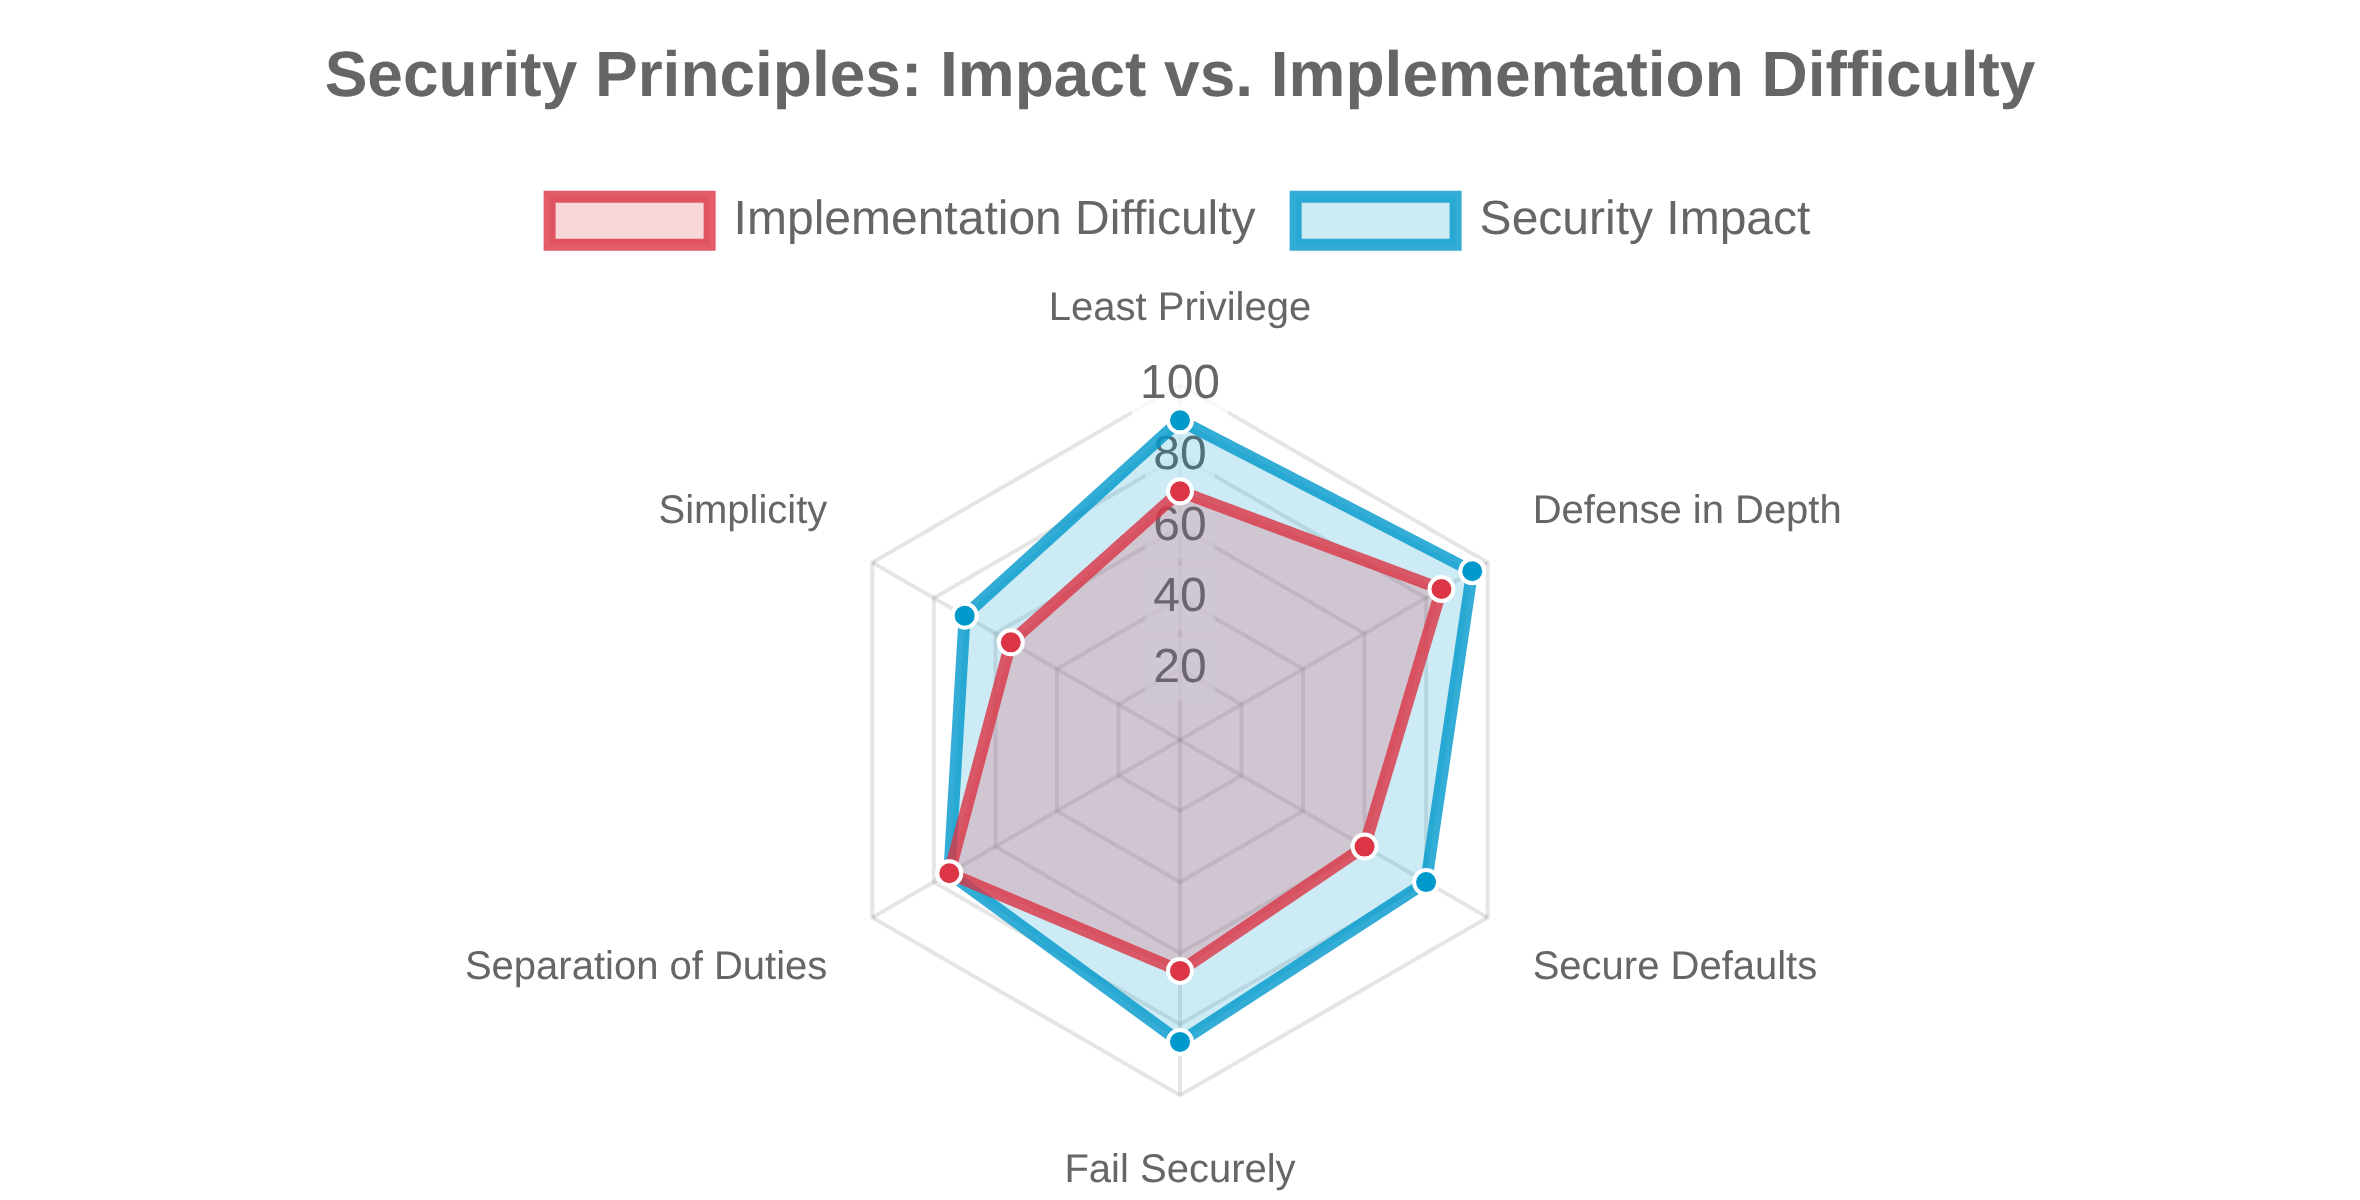 Security Principles: Impact vs. Implementation Difficulty
Implementation Difficulty
Security Impact
Least Privilege
100
80
60
40
20
Simplicity
Defense in Depth
Separation of Duties
Secure Defaults
Fail Securely